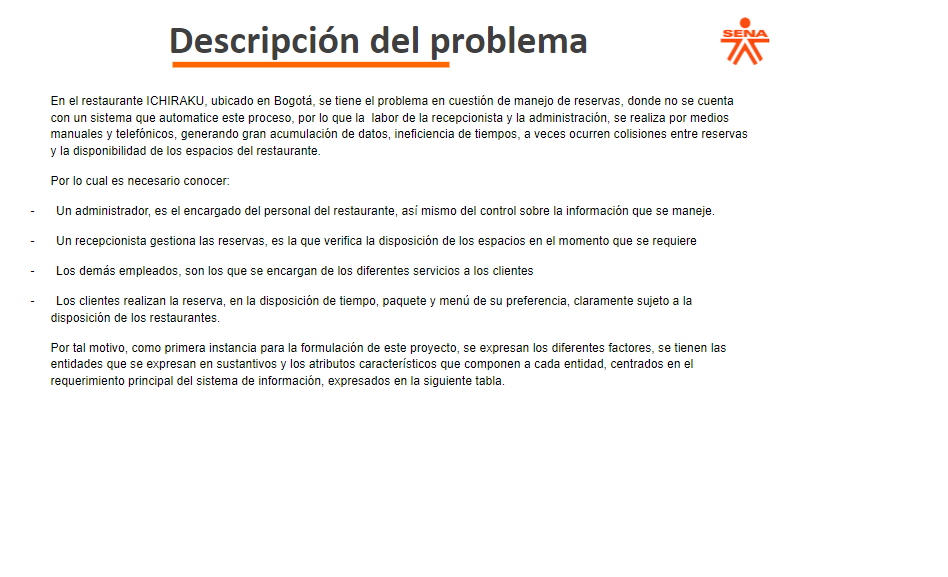 Descripción del problema
SENA
En el restaurante ICHIRAKU, ubicado en Bogotá, se tiene el problema en cuestión de manejo de reservas, donde no se cuenta
con un sistema que automatice este proceso, por lo que la  labor de la recepcionista y la administración, se realiza por medios
manuales y telefónicos, generando gran acumulación de datos, ineficiencia de tiempos, a veces ocurren colisiones entre reservas
y la disponibilidad de los espacios del restaurante.
Por lo cual es necesario conocer:
- Un administrador, es el encargado del personal del restaurante, así mismo del control sobre la información que se maneje.
- Un recepcionista gestiona las reservas, es la que verifica la disposición de los espacios en el momento que se requiere
- Los demás empleados, son los que se encargan de los diferentes servicios a los clientes
- Los clientes realizan la reserva, en la disposición de tiempo, paquete y menú de su preferencia, claramente sujeto a la
disposición de los restaurantes.
Por tal motivo, como primera instancia para la formulación de este proyecto, se expresan los diferentes factores, se tienen las
entidades que se expresan en sustantivos y los atributos característicos que componen a cada entidad, centrados en el
requerimiento principal del sistema de información, expresados en la siguiente tabla.